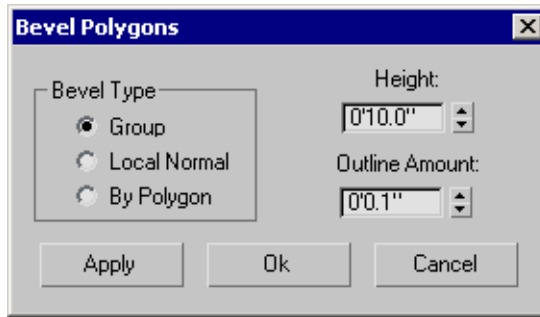 Bevel Polygons
Bevel Type
Group
Local Normal
By Polygon
Height:
0'10.0"
Outline Amount:
0'0.1"
Apply
Ok
Cancel